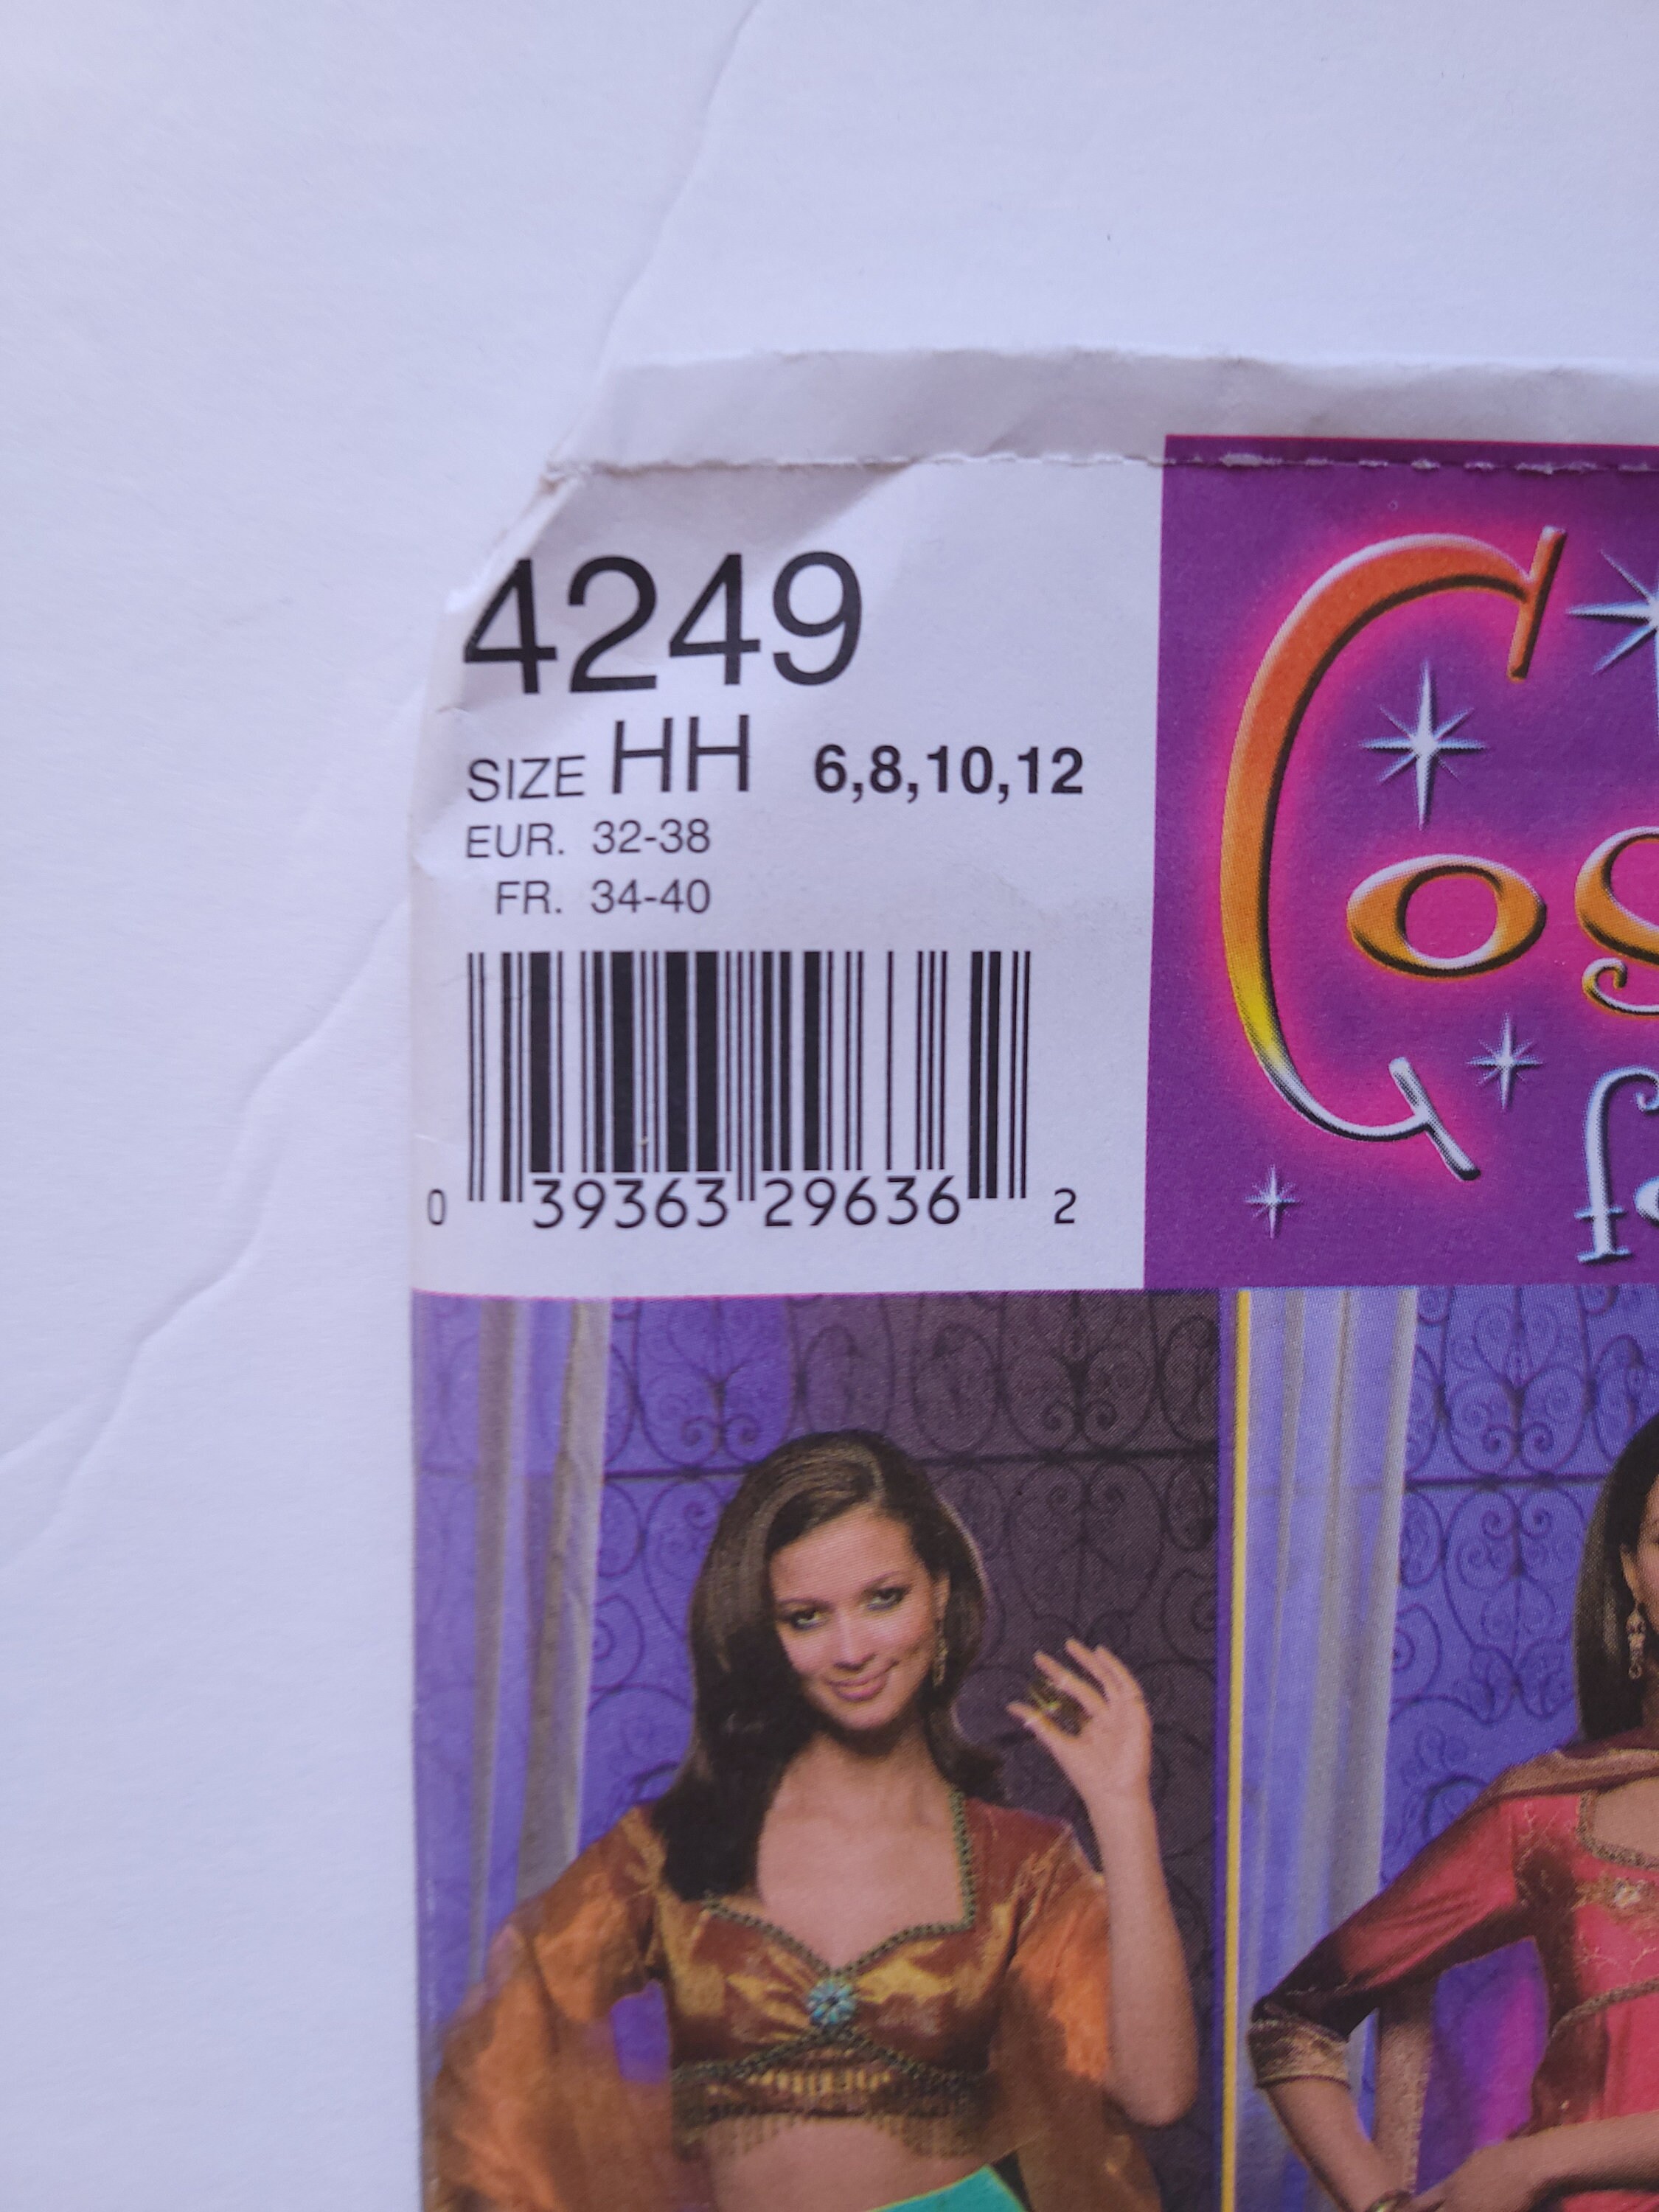 4249
SIZE HH 6,8,10,12
EUR. 32-38
FR. 34-40
0 39363 29636 2